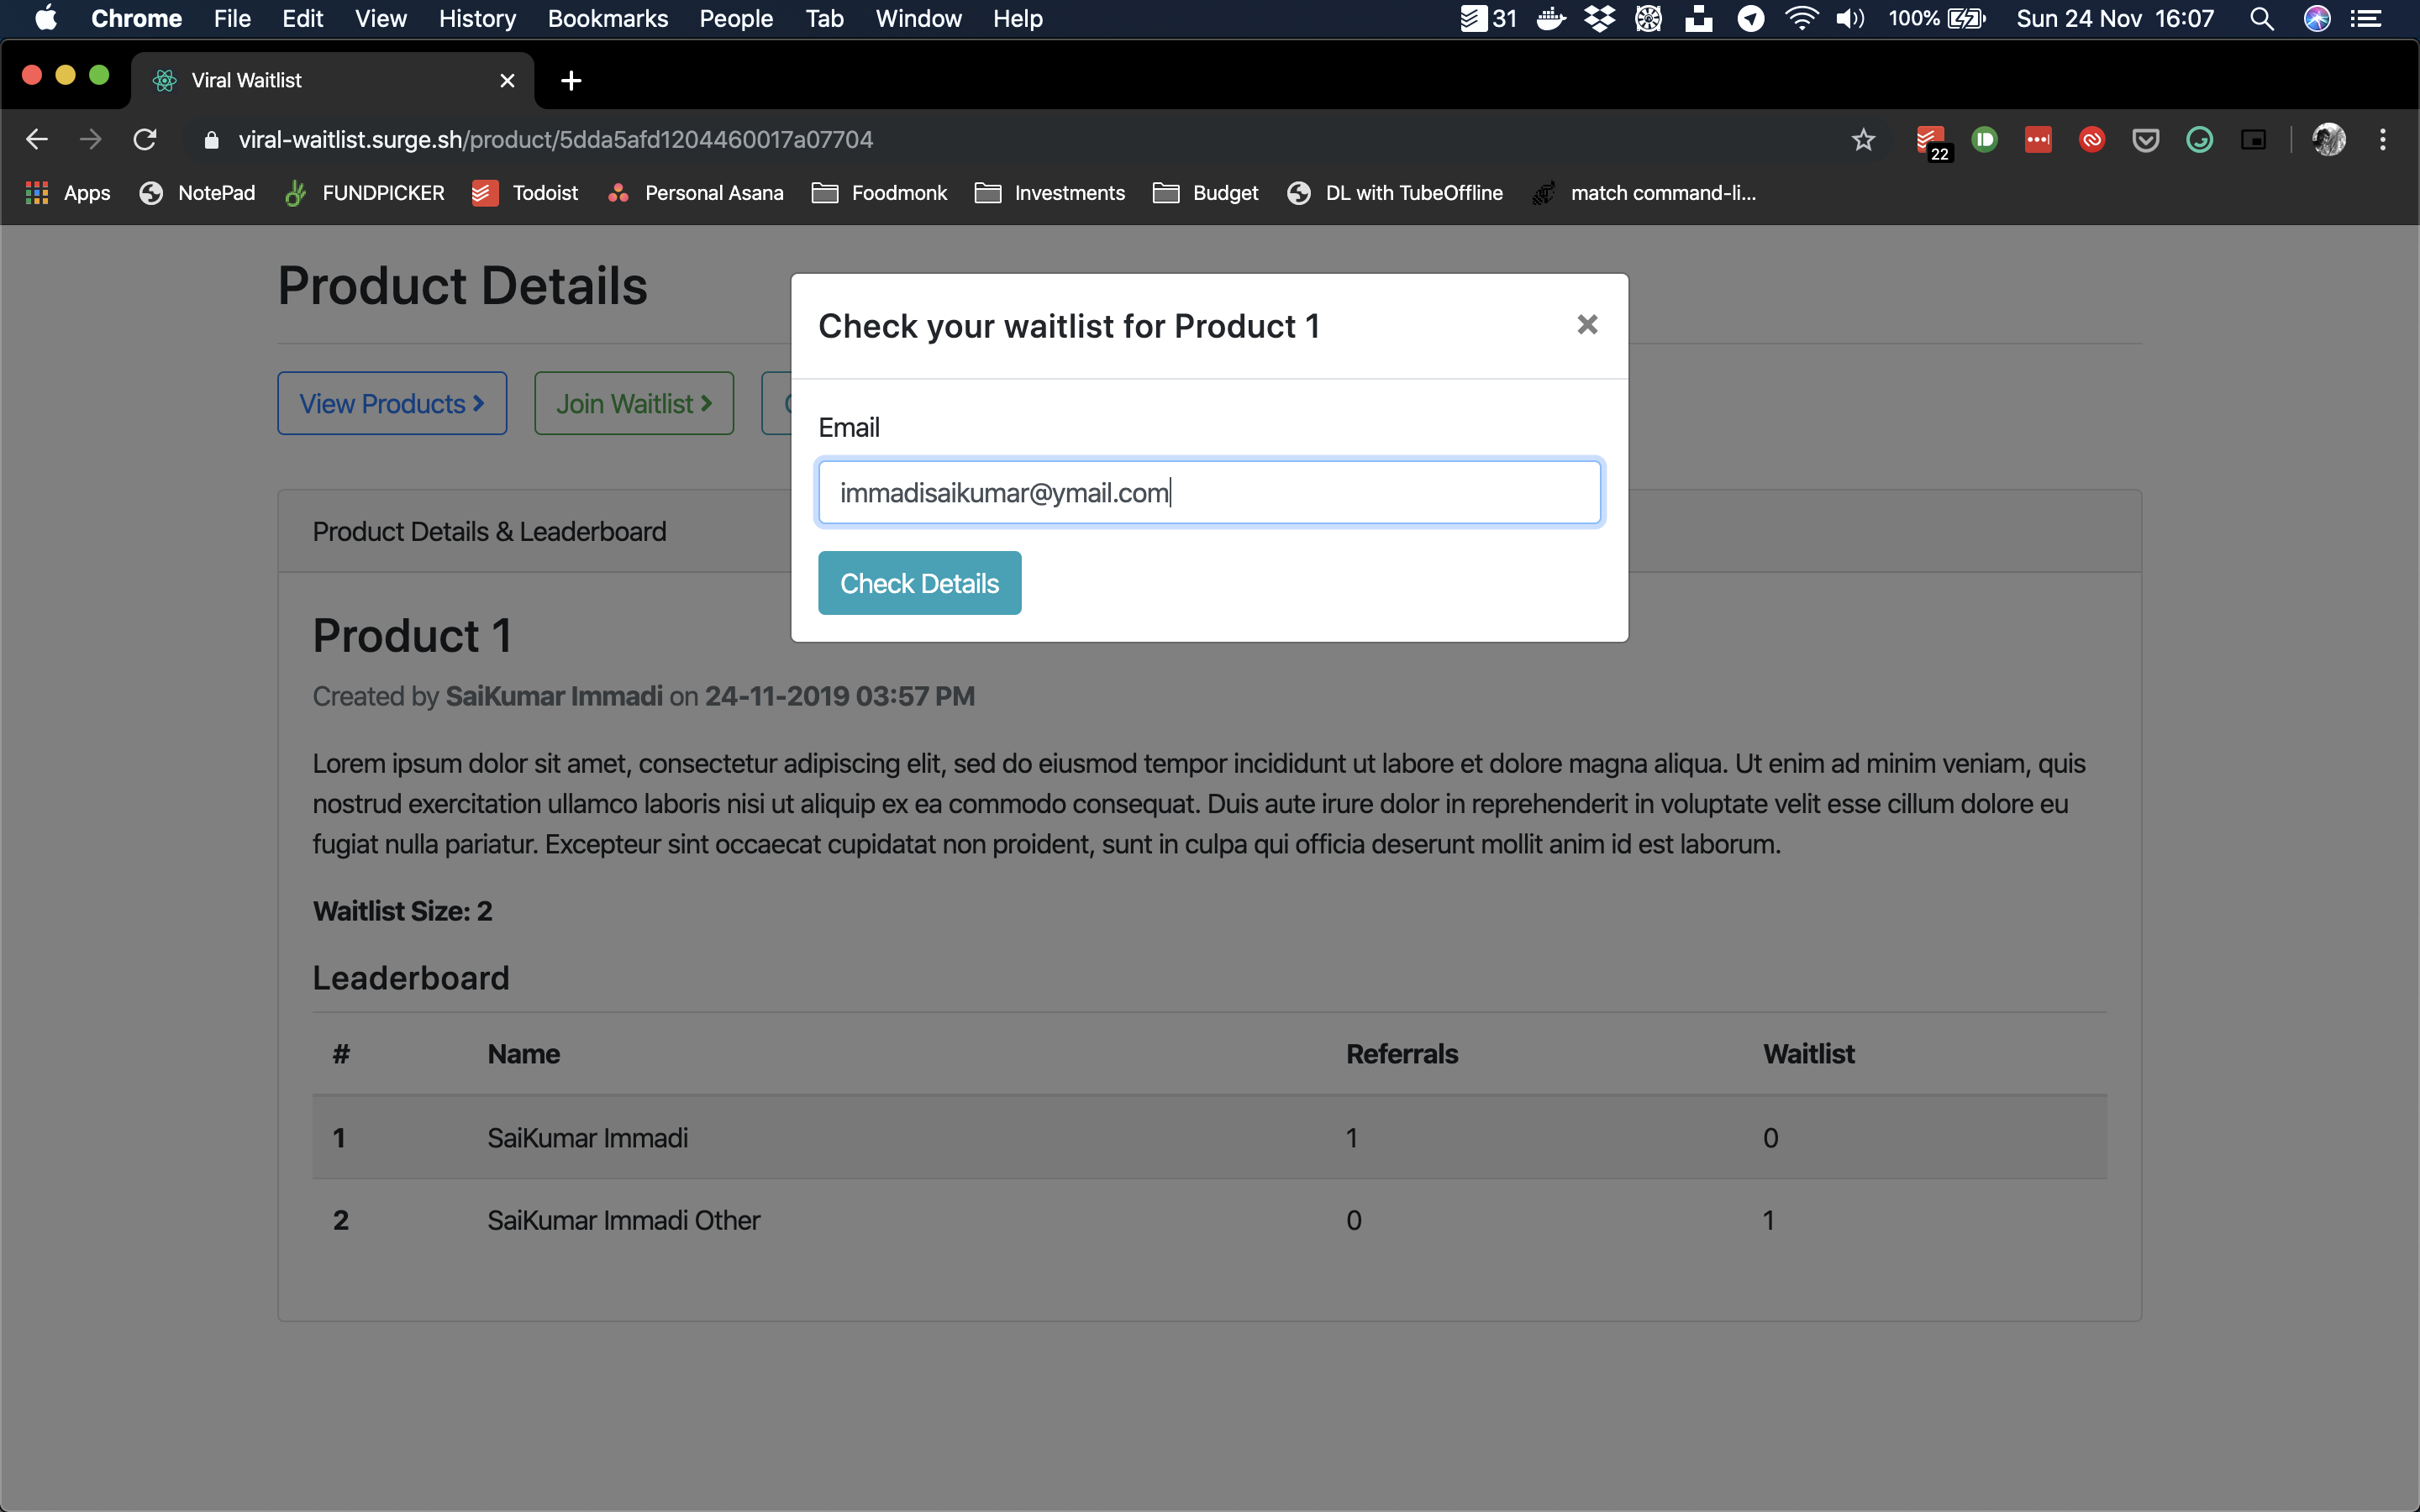 Chrome File Edit View History Bookmarks People Tab Window Help 31 100% Sun 24 Nov 16:07
Viral Waitlist
viral-waitlist.surge.sh/product/5dda5afd1204460017a07704 22
Apps NotePad FUNDPICKER Todoist Personal Asana Foodmonk Investments Budget DL with TubeOffline match command-li...
Product Details
Check your waitlist for Product 1 ×
View Products Join Waitlist
Email
immadisaikumar@ymail.com
Check Details
Product Details & Leaderboard
Product 1
Created by SaiKumar Immadi on 24-11-2019 03:57 PM
Lorem ipsum dolor sit amet, consectetur adipiscing elit, sed do eiusmod tempor incididunt ut labore et dolore magna aliqua. Ut enim ad minim veniam, quis
nostrud exercitation ullamco laboris nisi ut aliquip ex ea commodo consequat. Duis aute irure dolor in reprehenderit in voluptate velit esse cillum dolore eu
fugiat nulla pariatur. Excepteur sint occaecat cupidatat non proident, sunt in culpa qui officia deserunt mollit anim id est laborum.
Waitlist Size: 2
Leaderboard
# Name Referrals Waitlist
1 SaiKumar Immadi 1 0
2 SaiKumar Immadi Other 0 1